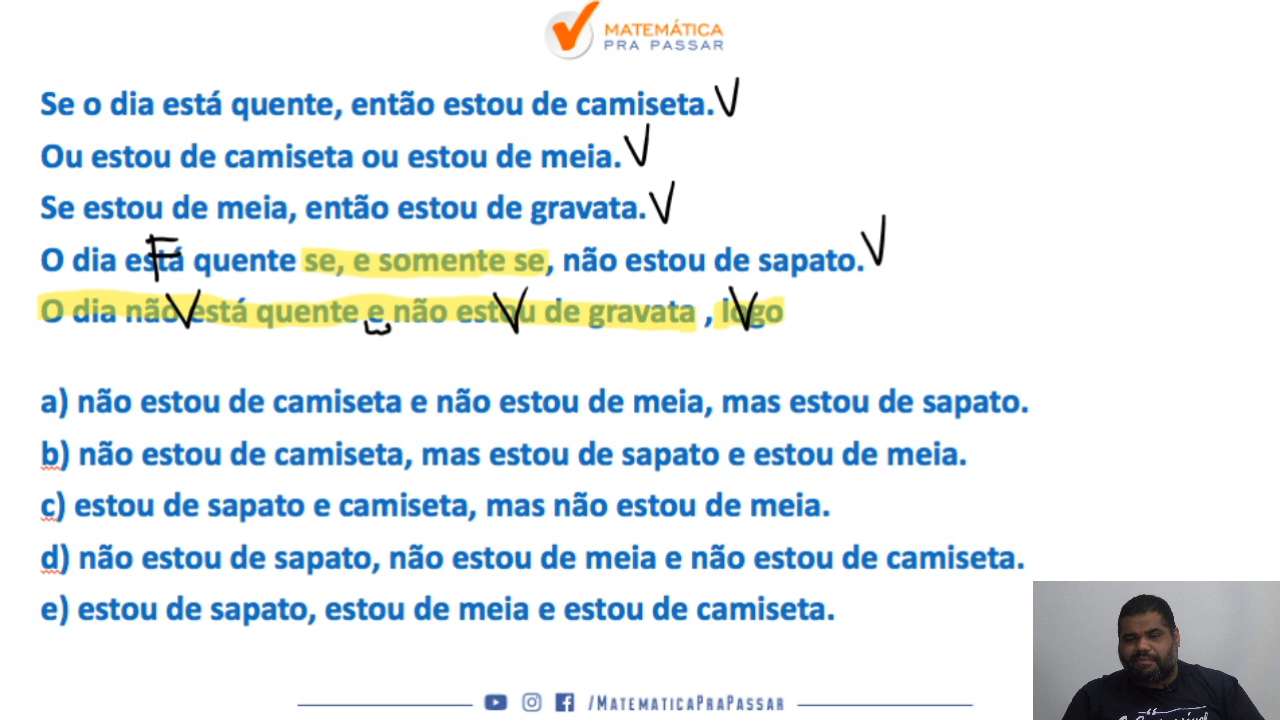 MATEMÁTICA
PRA PASSAR
Se o dia está quente, então estou de camiseta. V
Ou estou de camiseta ou estou de meia. V
Se estou de meia, então estou de gravata. V
F
O dia está quente se, e somente se, não estou de sapato. V
O dia não está quente e não estou de gravata , logo
V V V
a) não estou de camiseta e não estou de meia, mas estou de sapato.
b) não estou de camiseta, mas estou de sapato e estou de meia.
c) estou de sapato e camiseta, mas não estou de meia.
d) não estou de sapato, não estou de meia e não estou de camiseta.
e) estou de sapato, estou de meia e estou de camiseta.
/MATEMATICAPRAPASSAR